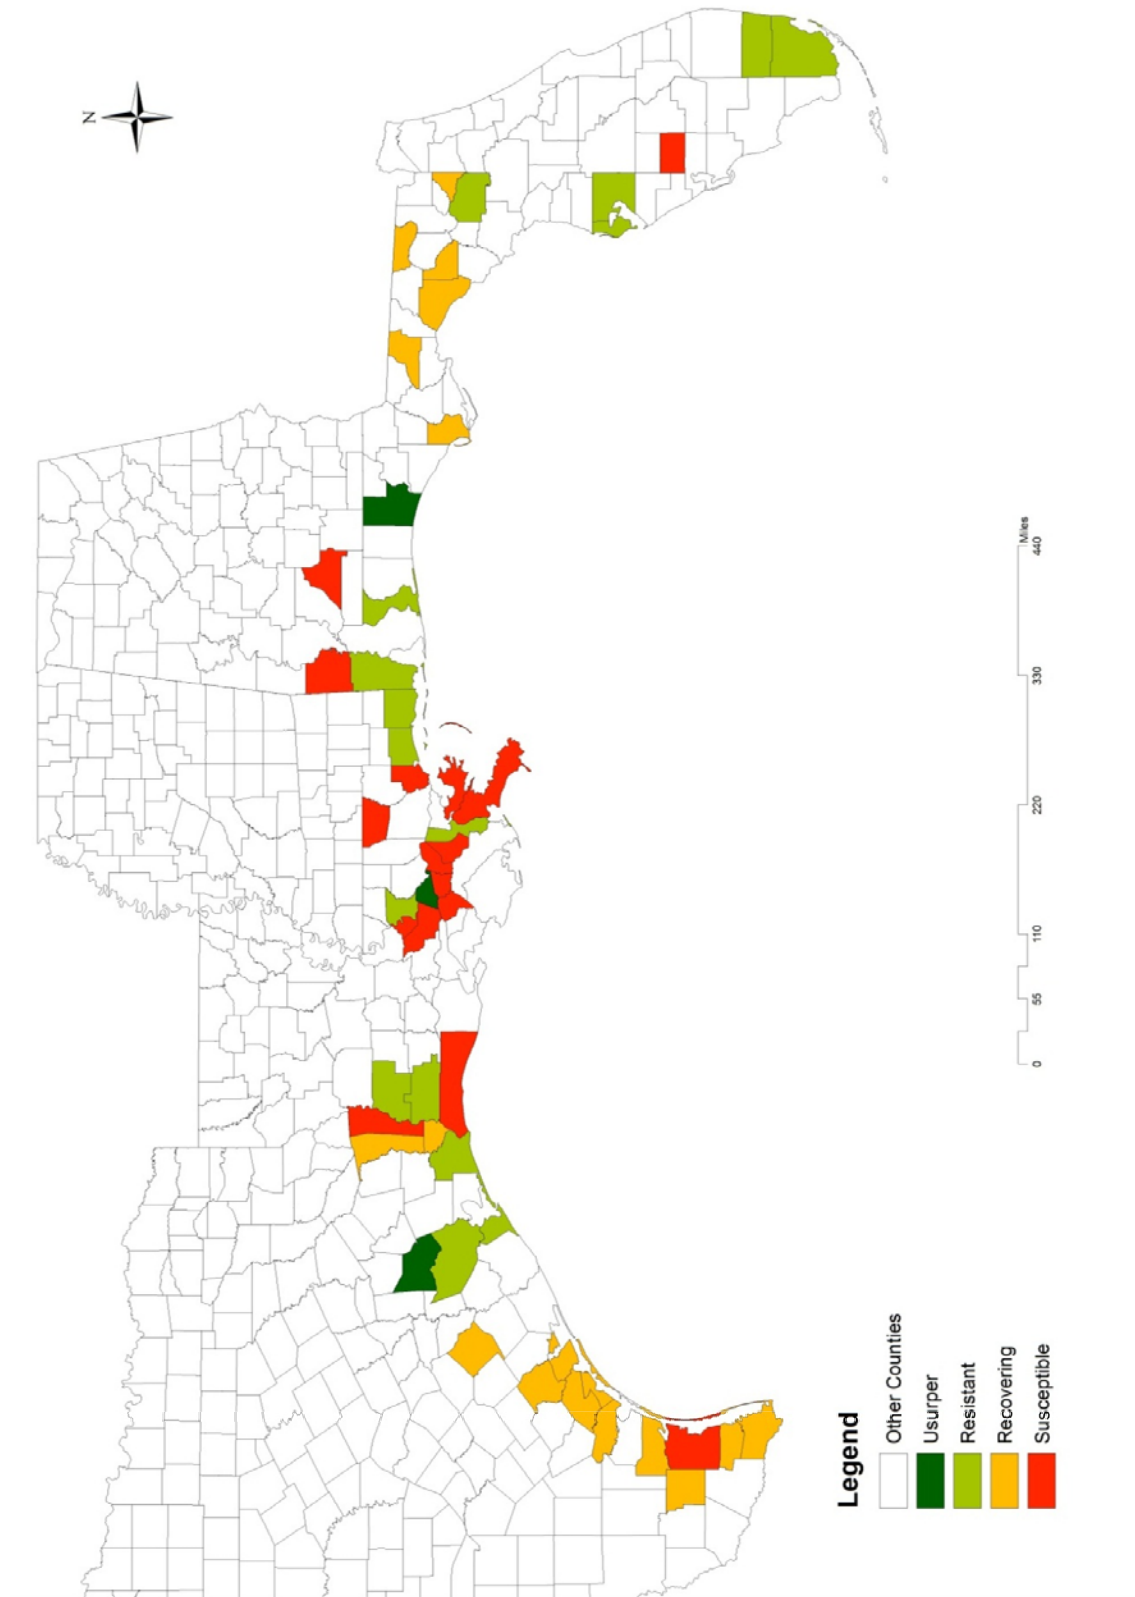 N
Miles
0
55
110
220
330
440
Legend
Other Counties
Usurper
Resistant
Recovering
Susceptible